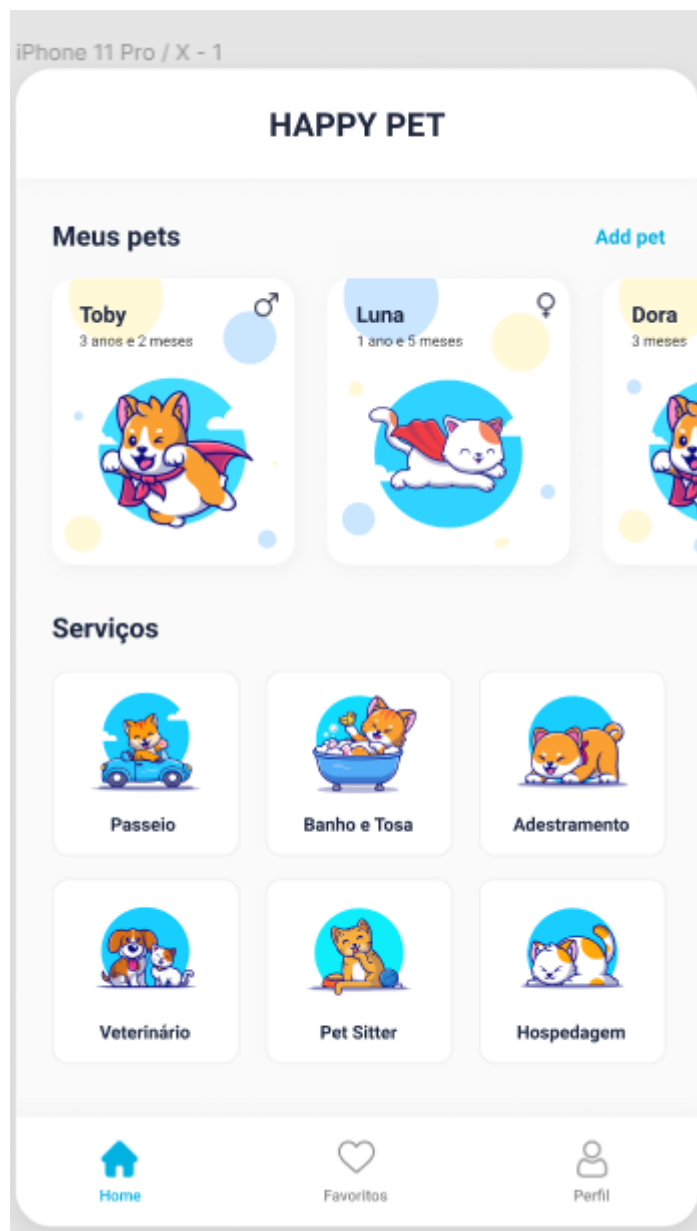 iPhone 11 Pro / X - 1
HAPPY PET
Meus pets
Add pet
Toby
3 anos e 2 meses
Luna
1 ano e 5 meses
Dora
3 meses
Serviços
Passeio
Banho e Tosa
Adestramento
Veterinário
Pet Sitter
Hospedagem
Home
Favoritos
Perfil